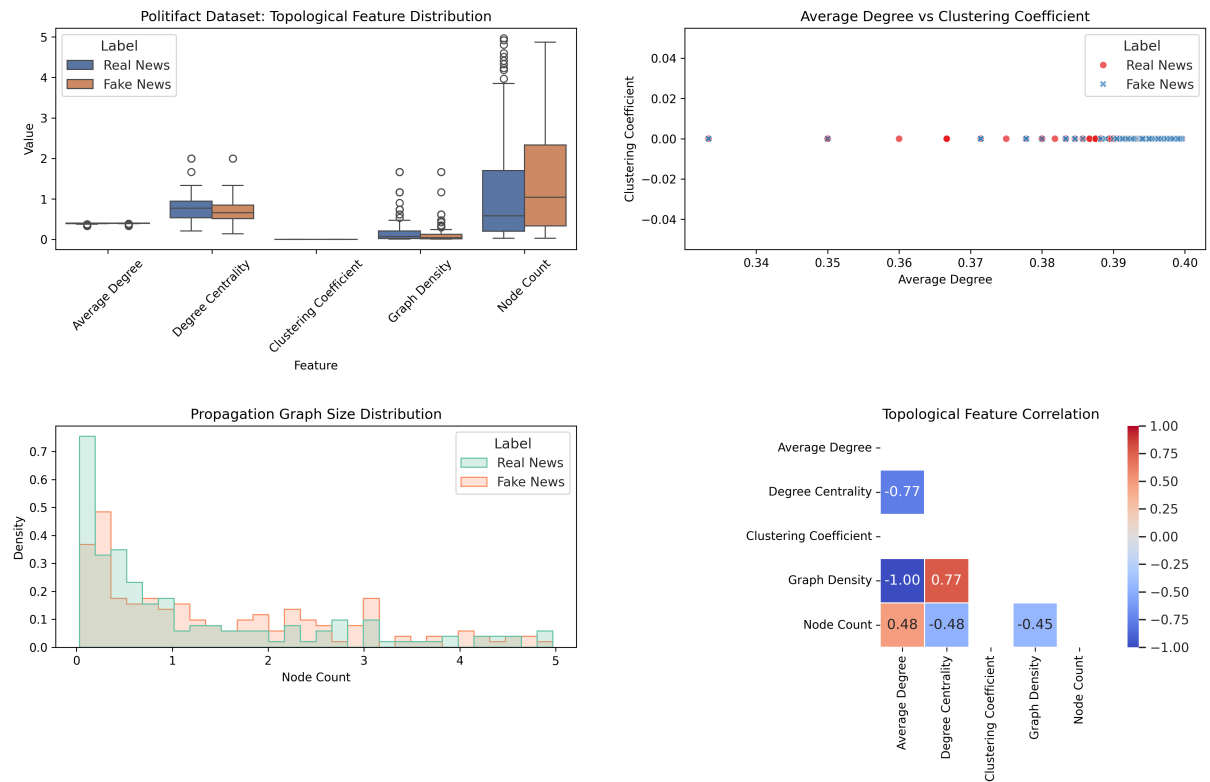 Politifact Dataset: Topological Feature Distribution
Label
Real News
Fake News
5
4
3
2
1
0
Value
Average Degree
Degree Centrality
Clustering Coefficient
Graph Density
Node Count
Feature
Average Degree vs Clustering Coefficient
Label
Real News
Fake News
0.04
0.02
0.00
−0.02
−0.04
Clustering Coefficient
0.34
0.35
0.36
0.37
0.38
0.39
0.40
Average Degree
Propagation Graph Size Distribution
Label
Real News
Fake News
0.7
0.6
0.5
0.4
0.3
0.2
0.1
0.0
Density
0
1
2
3
4
5
Node Count
Topological Feature Correlation
Average Degree
Degree Centrality
Clustering Coefficient
Graph Density
Node Count
-0.77
-1.00
0.77
0.48
-0.48
-0.45
Average Degree
Degree Centrality
Clustering Coefficient
Graph Density
Node Count
1.00
0.75
0.50
0.25
0.00
−0.25
−0.50
−0.75
−1.00